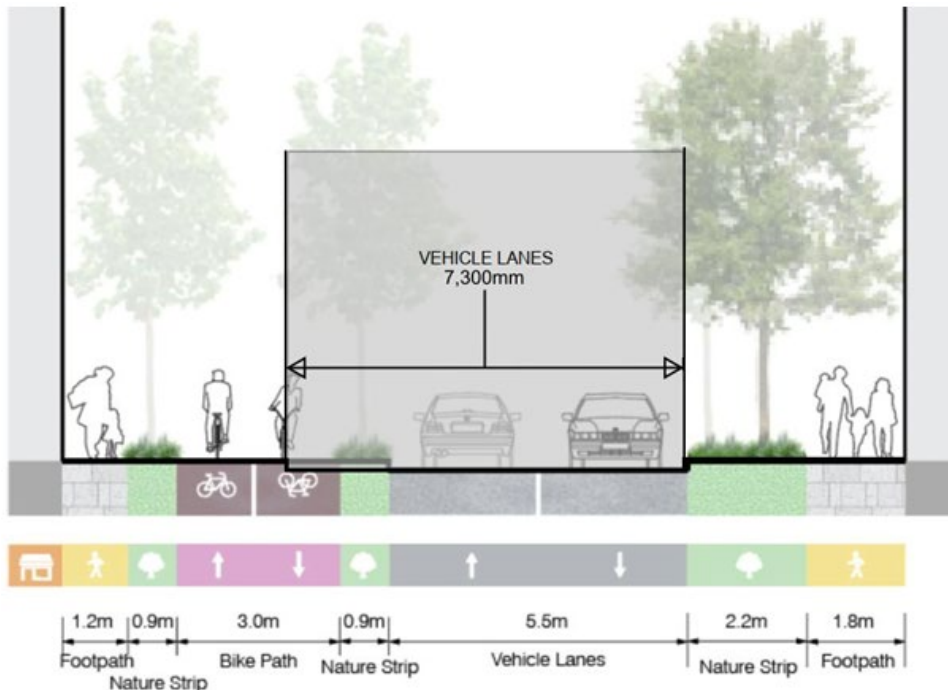 VEHICLE LANES
7,300mm
1.2m 0.9m 3.0m 0.9m 5.5m 2.2m 1.8m
Footpath Bike Path Nature Strip Vehicle Lanes Nature Strip Footpath
Nature Strip